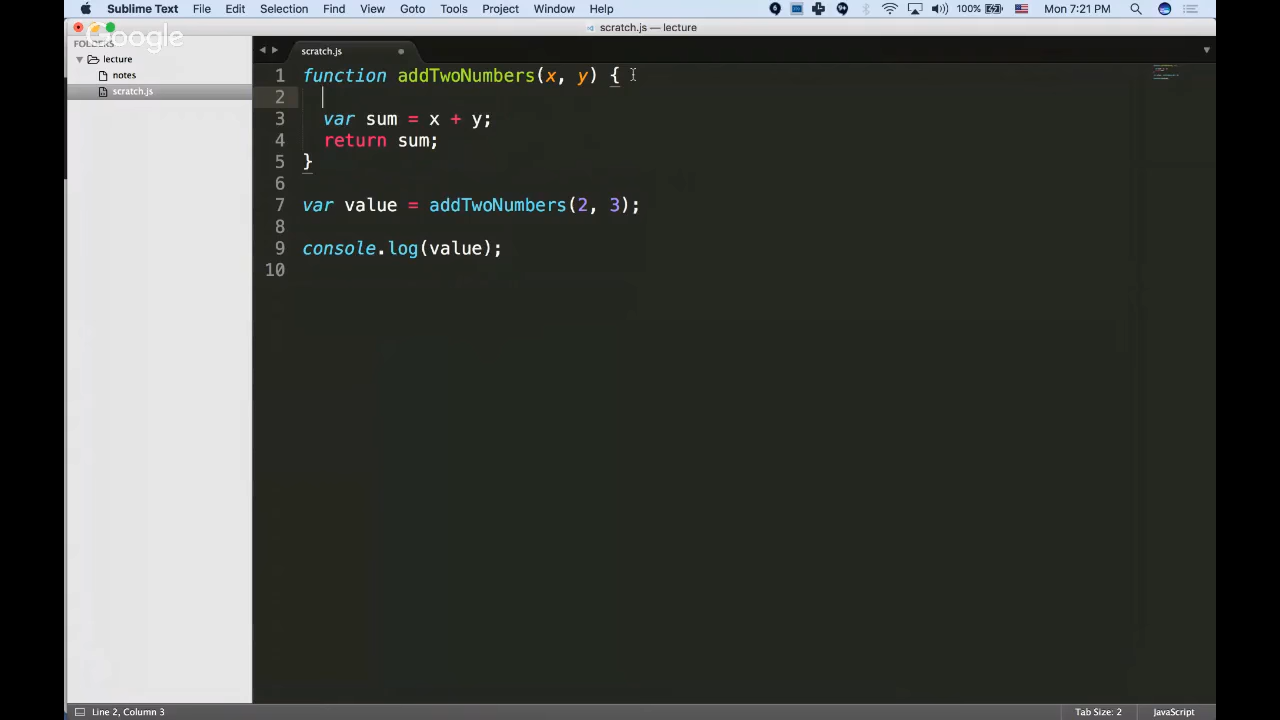 Sublime Text File Edit Selection Find View Goto Tools Project Window Help 100% Mon 7:21 PM
scratch.js — lecture
Google
FOLDERS
lecture
notes
scratch.js
scratch.js
1 function addTwoNumbers(x, y) {
2
3 var sum = x + y;
4 return sum;
5 }
6
7 var value = addTwoNumbers(2, 3);
8
9 console.log(value);
10
Line 2, Column 3 Tab Size: 2 JavaScript